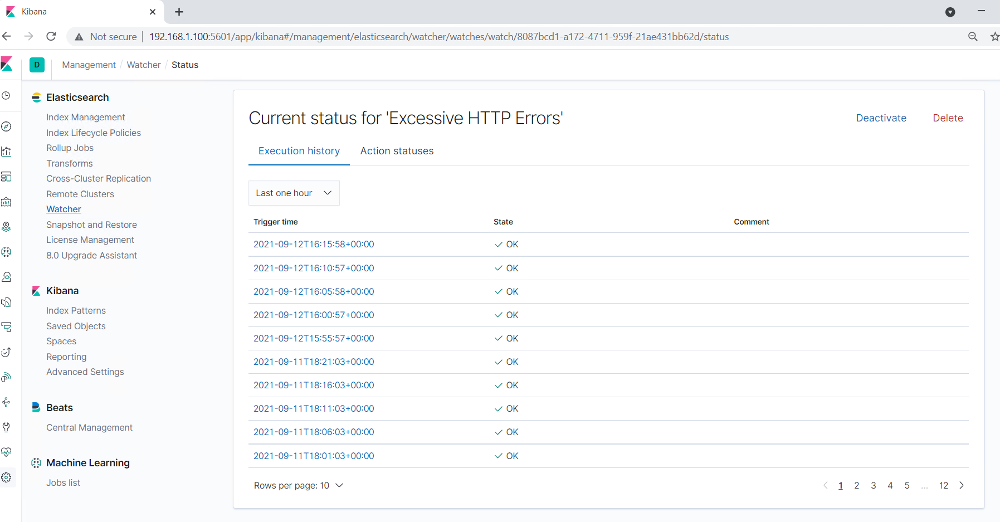 Kibana
Not secure
192.168.1.100:5601/app/kibana#/management/elasticsearch/watcher/watches/watch/8087bcd1-a172-4711-959f-21ae431bb62d/status
D
Management / Watcher / Status
Elasticsearch
Index Management
Index Lifecycle Policies
Rollup Jobs
Transforms
Cross-Cluster Replication
Remote Clusters
Watcher
Snapshot and Restore
License Management
8.0 Upgrade Assistant
Kibana
Index Patterns
Saved Objects
Spaces
Reporting
Advanced Settings
Beats
Central Management
Machine Learning
Jobs list
Current status for 'Excessive HTTP Errors'
Deactivate
Delete
Execution history
Action statuses
Last one hour
Trigger time State Comment
2021-09-12T16:15:58+00:00 OK
2021-09-12T16:10:57+00:00 OK
2021-09-12T16:05:58+00:00 OK
2021-09-12T16:00:57+00:00 OK
2021-09-12T15:55:57+00:00 OK
2021-09-11T18:21:03+00:00 OK
2021-09-11T18:16:03+00:00 OK
2021-09-11T18:11:03+00:00 OK
2021-09-11T18:06:03+00:00 OK
2021-09-11T18:01:03+00:00 OK
Rows per page: 10
1 2 3 4 5 ... 12